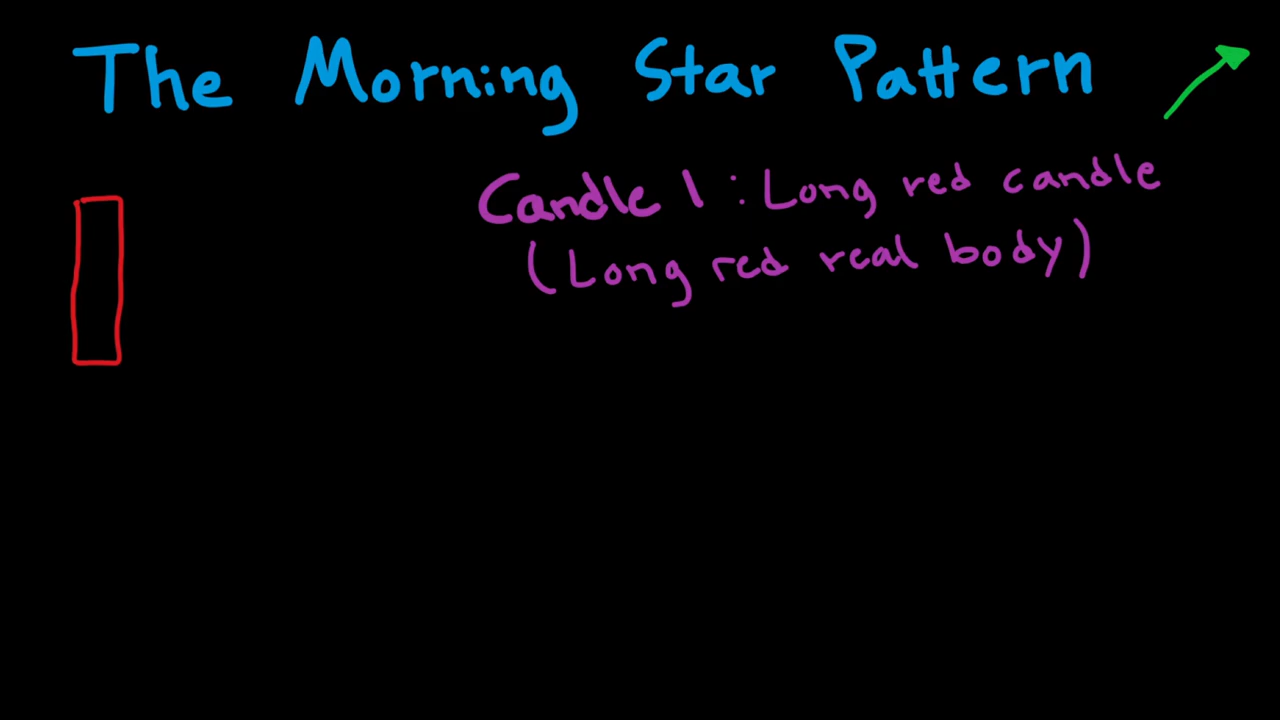 The Morning Star Pattern
Candle 1 : Long red candle
(Long red real body)